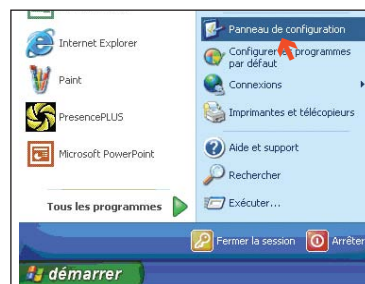 Internet Explorer
Paint
PresencePLUS
Microsoft PowerPoint
Tous les programmes
Panneau de configuration
Configurer les programmes
par défaut
Connexions
Imprimantes et télécopieurs
Aide et support
Rechercher
Exécuter...
Fermer la session
Arrêter
démarrer